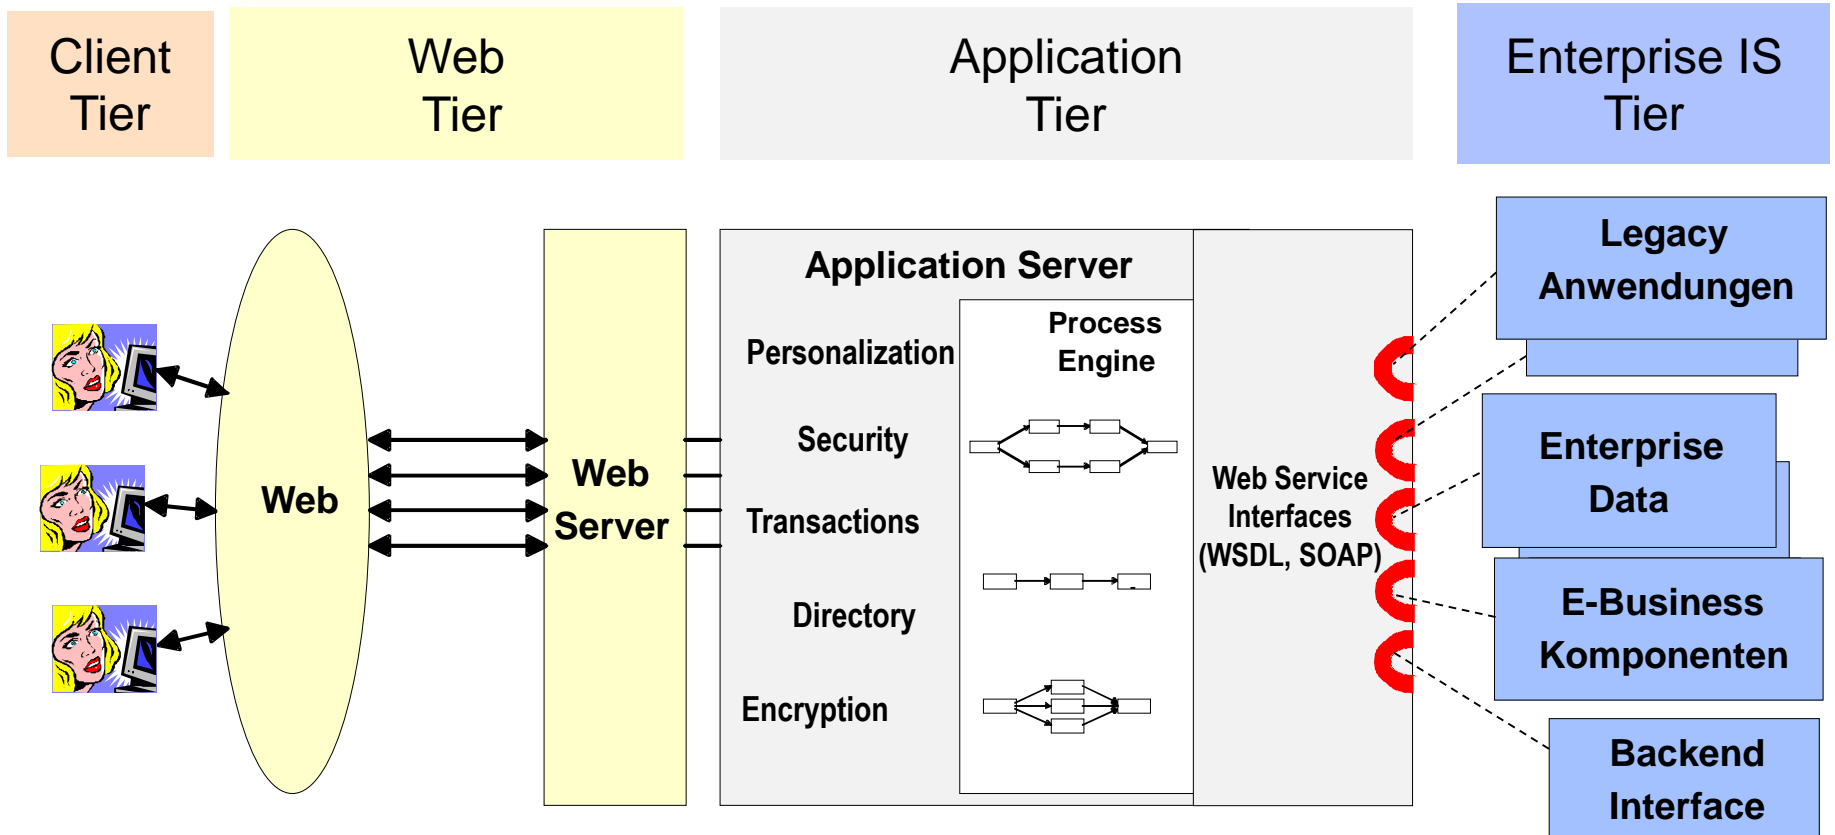 Client
Tier
Web
Tier
Application
Tier
Enterprise IS
Tier
Web
Web
Server
Application Server
Personalization
Security
Transactions
Directory
Encryption
Process
Engine
Web Service
Interfaces
(WSDL, SOAP)
Legacy
Anwendungen
Enterprise
Data
E-Business
Komponenten
Backend
Interface